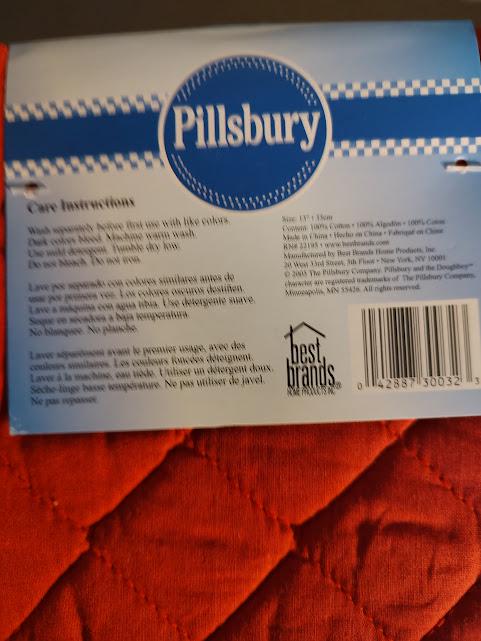 Pillsbury
Care Instructions
Wash separately before first use with like colors.
Dark colors bleed. Machine warm wash.
Use mild detergent. Tumble dry low.
Do not bleach. Do not iron.
Lave por separado con colores similares antes de
usar por primera vez. Los colores oscuros destiñen.
Lave a máquina con agua tibia. Use detergente suave.
Seque en secadora a baja temperatura.
No blanquee. No planche.
Laver séparément avant le premier usage, avec des
couleurs similaires. Les couleurs foncées déteignent.
Laver à la machine, eau tiède. Utiliser un détergent doux.
Sèche-linge basse température. Ne pas utiliser de javel.
Ne pas repasser.
Size: 13" • 33cm
Content: 100% Cotton • 100% Algodón • 100% Coton
Made in China • Hecho en China • Fabriqué en China
RN# 22195 • www.bestbrands.com
Manufactured by Best Brands Home Products, Inc.
20 West 33rd Street, 5th Floor • New York, NY 10001
© 2005 The Pillsbury Company. Pillsbury and the Doughboy™
character are registered trademarks of The Pillsbury Company,
Minneapolis, MN 55426. All rights reserved.
best
brands®
HOME PRODUCTS INC
0 42887 30032 3